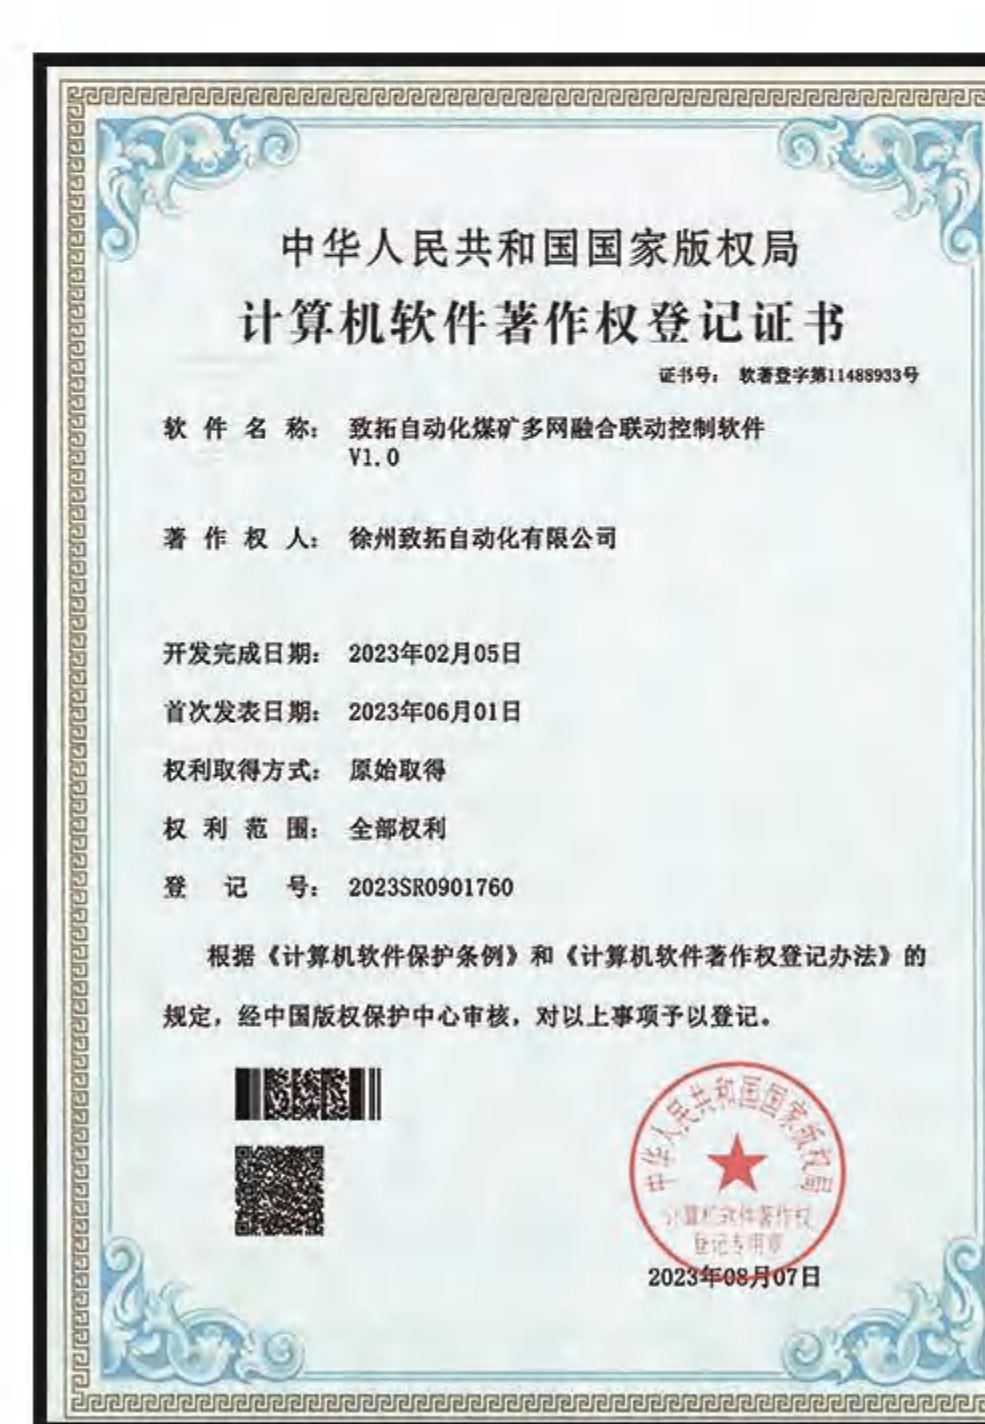 中华人民共和国国家版权局
计算机软件著作权登记证书
证书号： 软著登字第11488933号
软件名称： 致拓自动化煤矿多网融合联动控制软件
V1.0
著作权人： 徐州致拓自动化有限公司
开发完成日期： 2023年02月05日
首次发表日期： 2023年06月01日
权利取得方式： 原始取得
权利范围： 全部权利
登记号： 2023SR0901760
根据《计算机软件保护条例》和《计算机软件著作权登记办法》的
规定，经中国版权保护中心审核，对以上事项予以登记。
中华人民共和国国家版权局
计算机软件著作权
登记专用章
2023年08月07日